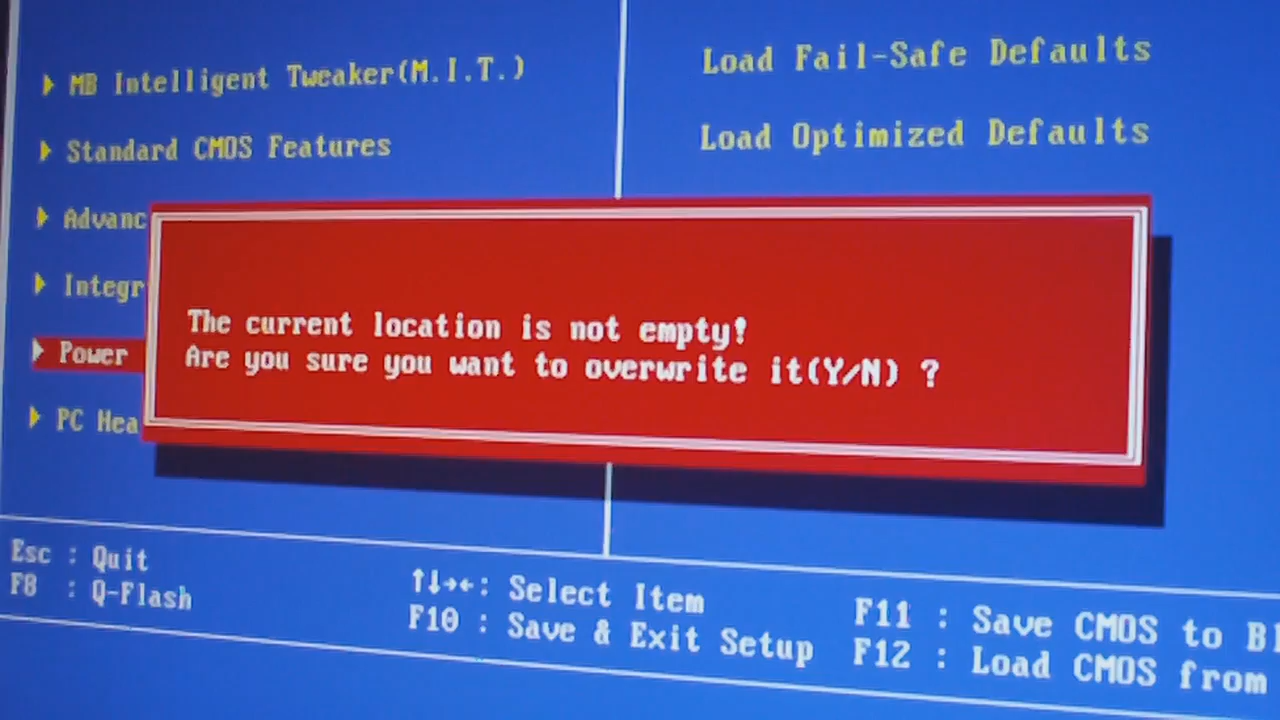 MB Intelligent Tweaker(M.I.T.)
Load Fail-Safe Defaults
Standard CMOS Features
Load Optimized Defaults
Advanc
Integr
Power
PC Hea
The current location is not empty!
Are you sure you want to overwrite it(Y/N) ?
Esc : Quit
F8 : Q-Flash
↑↓→←: Select Item
F10 : Save & Exit Setup
F11 : Save CMOS to
F12 : Load CMOS from